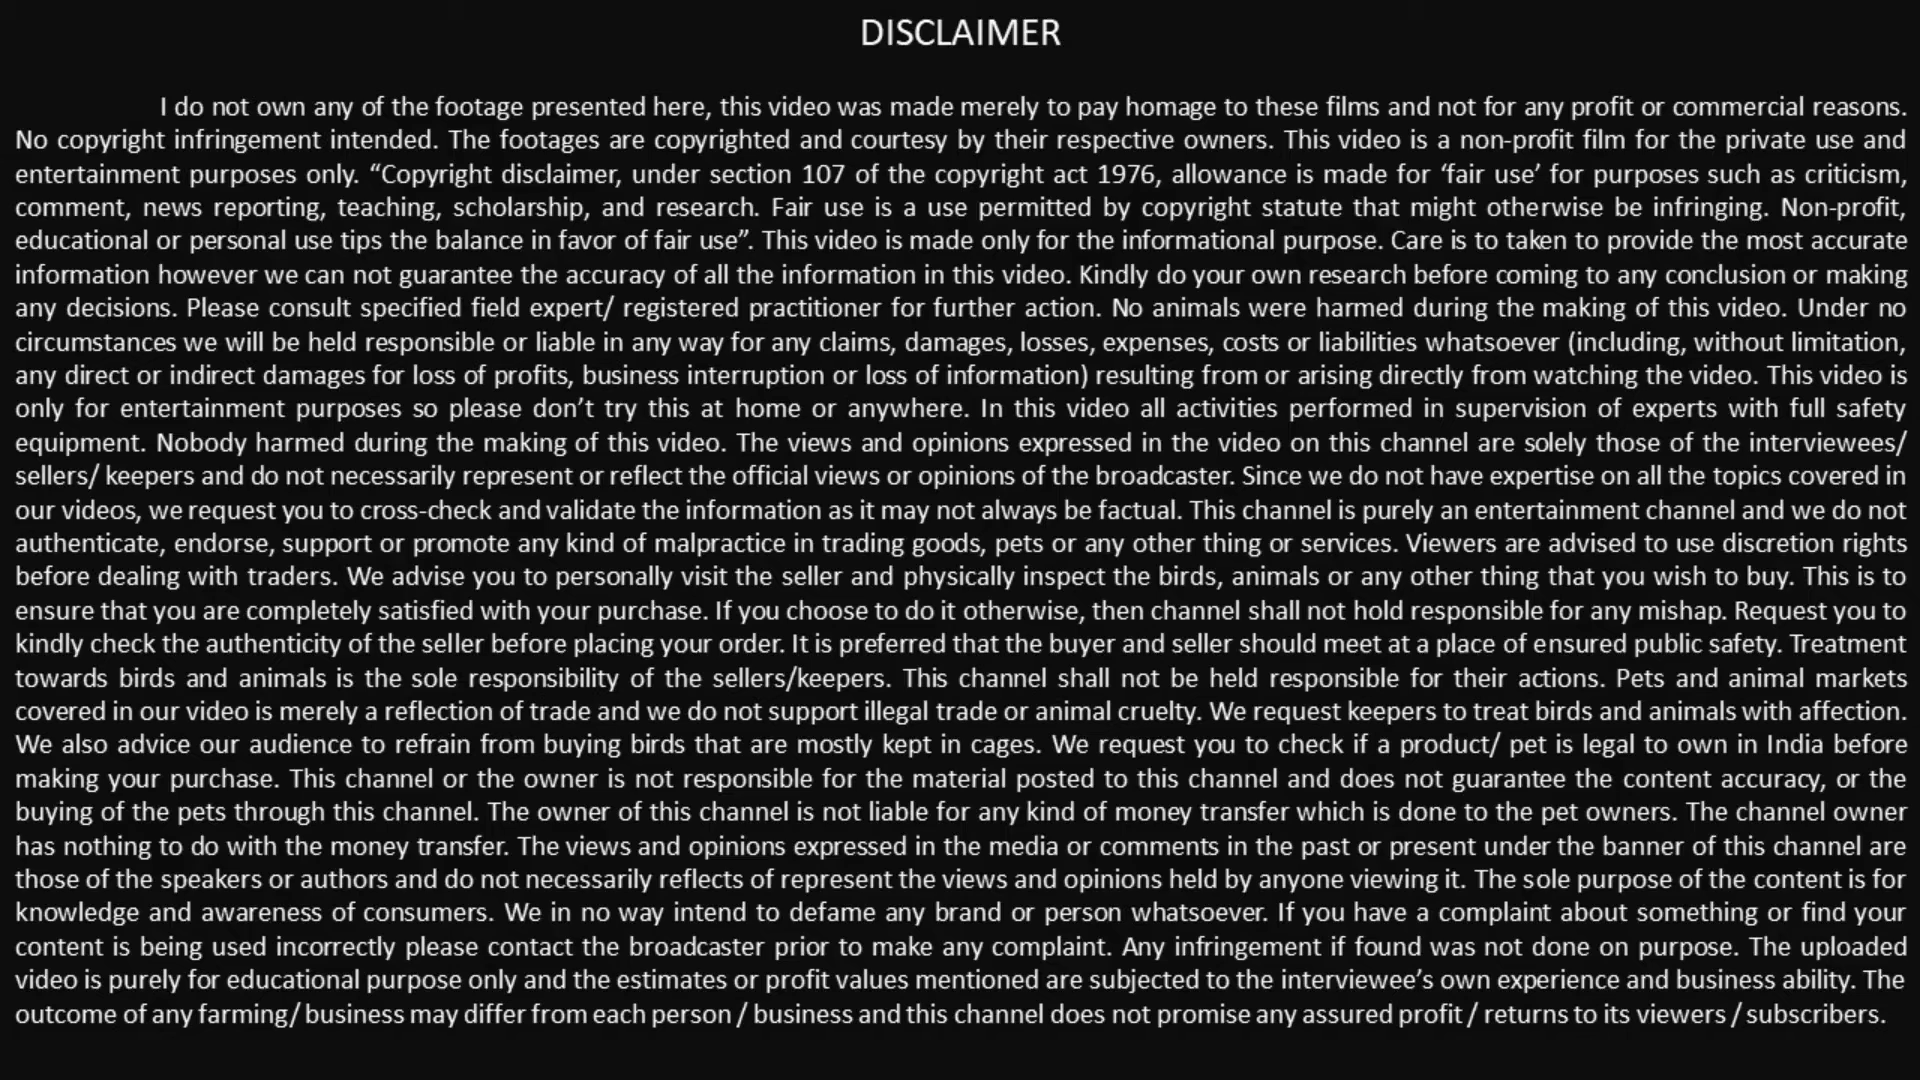 DISCLAIMER
I do not own any of the footage presented here, this video was made merely to pay homage to these films and not for any profit or commercial reasons.
No copyright infringement intended. The footages are copyrighted and courtesy by their respective owners. This video is a non-profit film for the private use and
entertainment purposes only. “Copyright disclaimer, under section 107 of the copyright act 1976, allowance is made for ‘fair use’ for purposes such as criticism,
comment, news reporting, teaching, scholarship, and research. Fair use is a use permitted by copyright statute that might otherwise be infringing. Non-profit,
educational or personal use tips the balance in favor of fair use”. This video is made only for the informational purpose. Care is to taken to provide the most accurate
information however we can not guarantee the accuracy of all the information in this video. Kindly do your own research before coming to any conclusion or making
any decisions. Please consult specified field expert/ registered practitioner for further action. No animals were harmed during the making of this video. Under no
circumstances we will be held responsible or liable in any way for any claims, damages, losses, expenses, costs or liabilities whatsoever (including, without limitation,
any direct or indirect damages for loss of profits, business interruption or loss of information) resulting from or arising directly from watching the video. This video is
only for entertainment purposes so please don’t try this at home or anywhere. In this video all activities performed in supervision of experts with full safety
equipment. Nobody harmed during the making of this video. The views and opinions expressed in the video on this channel are solely those of the interviewees/
sellers/ keepers and do not necessarily represent or reflect the official views or opinions of the broadcaster. Since we do not have expertise on all the topics covered in
our videos, we request you to cross-check and validate the information as it may not always be factual. This channel is purely an entertainment channel and we do not
authenticate, endorse, support or promote any kind of malpractice in trading goods, pets or any other thing or services. Viewers are advised to use discretion rights
before dealing with traders. We advise you to personally visit the seller and physically inspect the birds, animals or any other thing that you wish to buy. This is to
ensure that you are completely satisfied with your purchase. If you choose to do it otherwise, then channel shall not hold responsible for any mishap. Request you to
kindly check the authenticity of the seller before placing your order. It is preferred that the buyer and seller should meet at a place of ensured public safety. Treatment
towards birds and animals is the sole responsibility of the sellers/keepers. This channel shall not be held responsible for their actions. Pets and animal markets
covered in our video is merely a reflection of trade and we do not support illegal trade or animal cruelty. We request keepers to treat birds and animals with affection.
We also advice our audience to refrain from buying birds that are mostly kept in cages. We request you to check if a product/ pet is legal to own in India before
making your purchase. This channel or the owner is not responsible for the material posted to this channel and does not guarantee the content accuracy, or the
buying of the pets through this channel. The owner of this channel is not liable for any kind of money transfer which is done to the pet owners. The channel owner
has nothing to do with the money transfer. The views and opinions expressed in the media or comments in the past or present under the banner of this channel are
those of the speakers or authors and do not necessarily reflects of represent the views and opinions held by anyone viewing it. The sole purpose of the content is for
knowledge and awareness of consumers. We in no way intend to defame any brand or person whatsoever. If you have a complaint about something or find your
content is being used incorrectly please contact the broadcaster prior to make any complaint. Any infringement if found was not done on purpose. The uploaded
video is purely for educational purpose only and the estimates or profit values mentioned are subjected to the interviewee’s own experience and business ability. The
outcome of any farming/ business may differ from each person / business and this channel does not promise any assured profit / returns to its viewers / subscribers.